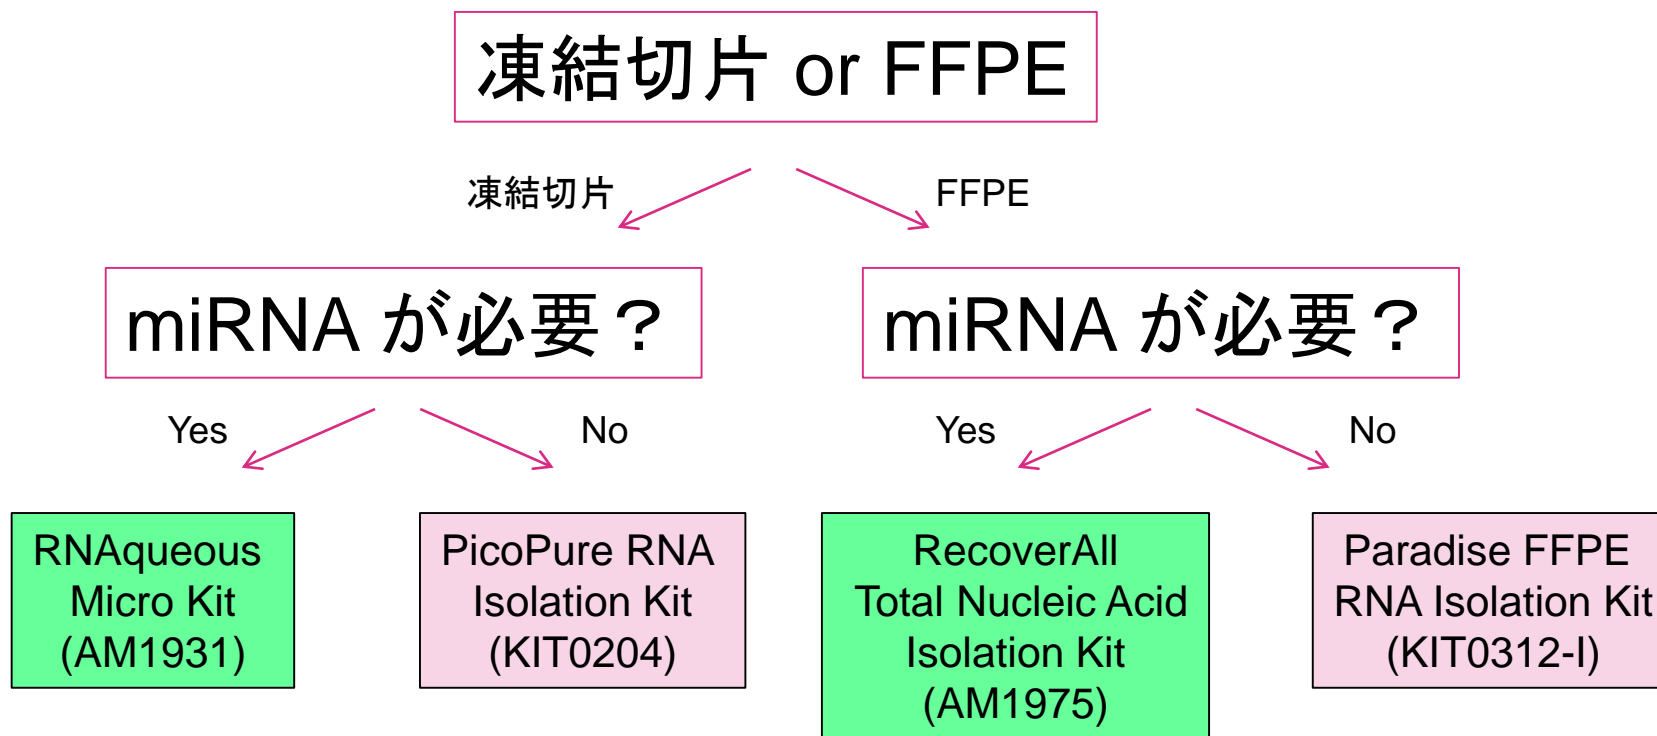 凍結切片 or FFPE
凍結切片
FFPE
miRNA が必要？
miRNA が必要？
Yes
No
Yes
No
RNAqueous
Micro Kit
(AM1931)
PicoPure RNA
Isolation Kit
(KIT0204)
RecoverAll
Total Nucleic Acid
Isolation Kit
(AM1975)
Paradise FFPE
RNA Isolation Kit
(KIT0312-I)